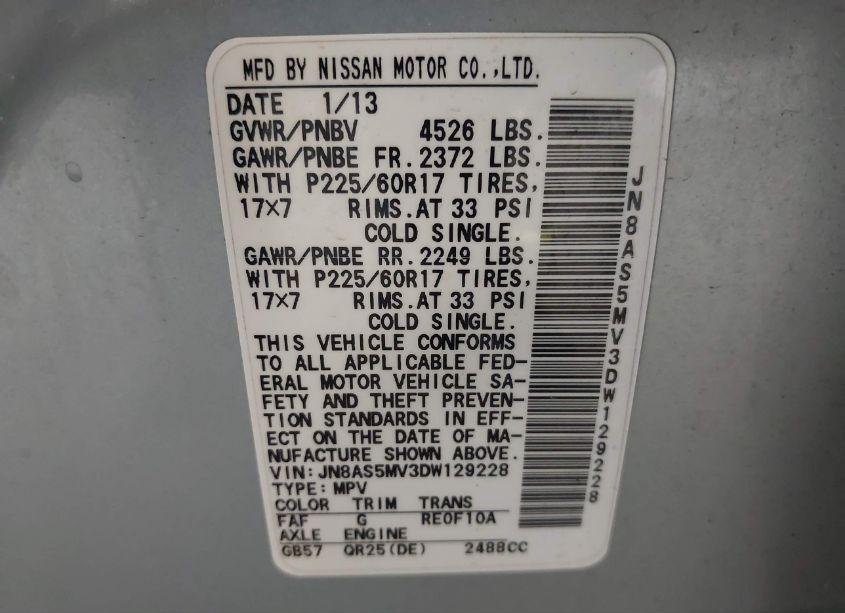 MFD BY NISSAN MOTOR CO.,LTD.
DATE 1/13
GVWR/PNBV 4526 LBS.
GAWR/PNBE FR.2372 LBS.
WITH P225/60R17 TIRES,
17×7 RIMS.AT 33 PSI
COLD SINGLE.
GAWR/PNBE RR.2249 LBS.
WITH P225/60R17 TIRES,
17×7 RIMS.AT 33 PSI
COLD SINGLE.
THIS VEHICLE CONFORMS
TO ALL APPLICABLE FED-
ERAL MOTOR VEHICLE SA-
FETY AND THEFT PREVEN-
TION STANDARDS IN EFF-
ECT ON THE DATE OF MA-
NUFACTURE SHOWN ABOVE.
VIN:JN8AS5MV3DW129228
TYPE:MPV
COLOR TRIM TRANS
FAF G RE0F10A
AXLE ENGINE
GB57 QR25(DE) 2488CC
JN8AS5MV3DW129228